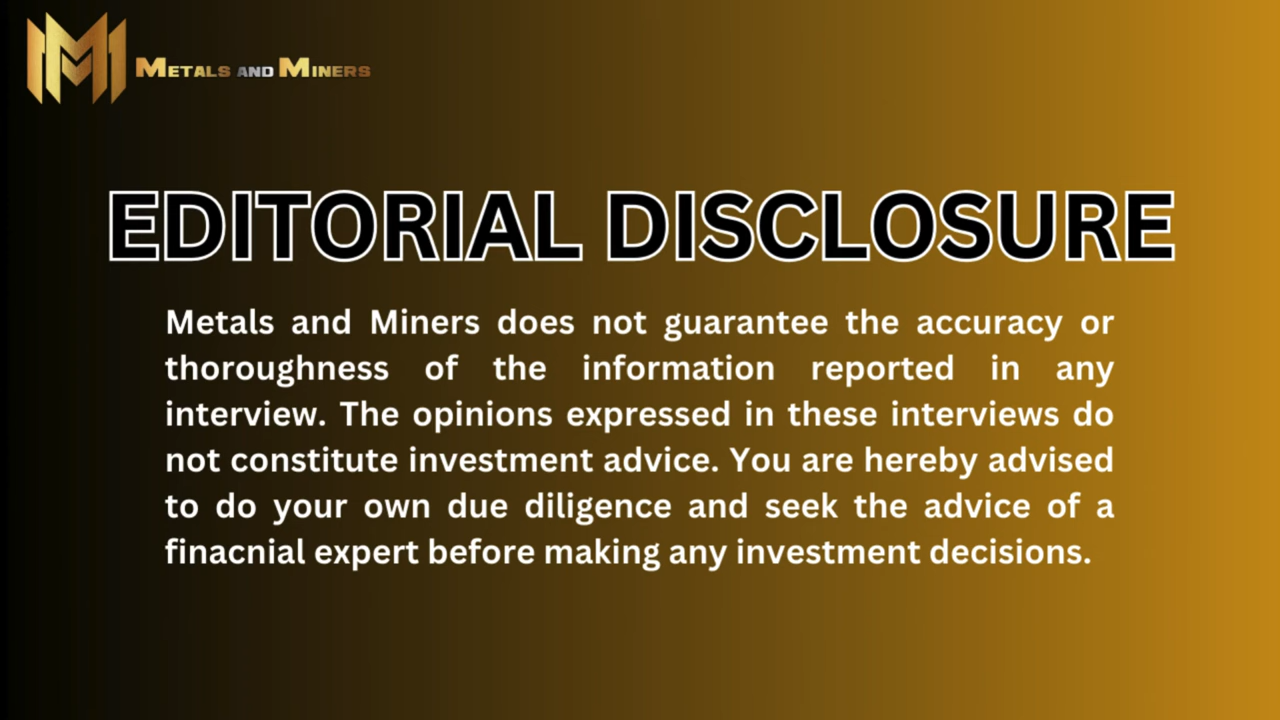 METALS AND MINERS
EDITORIAL DISCLOSURE
Metals and Miners does not guarantee the accuracy or
thoroughness of the information reported in any
interview. The opinions expressed in these interviews do
not constitute investment advice. You are hereby advised
to do your own due diligence and seek the advice of a
finacnial expert before making any investment decisions.